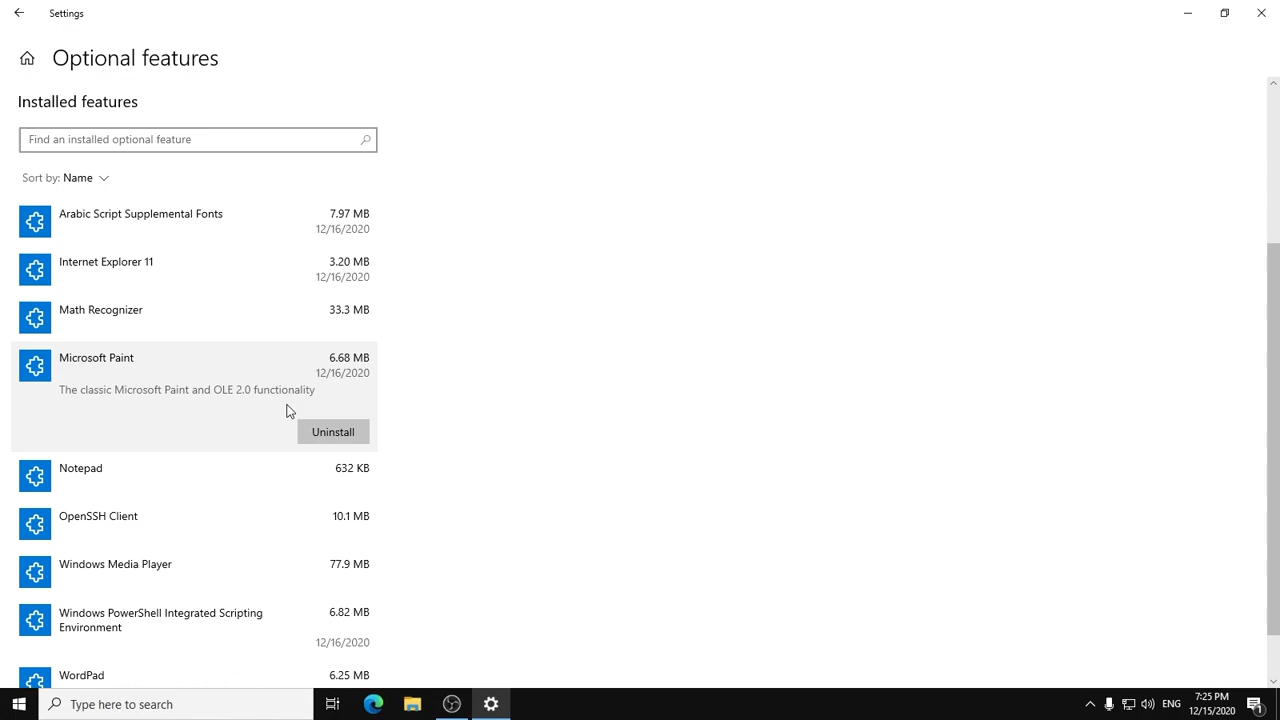 Settings
Optional features
Installed features
Find an installed optional feature
Sort by: Name
Arabic Script Supplemental Fonts 7.97 MB
12/16/2020
Internet Explorer 11 3.20 MB
12/16/2020
Math Recognizer 33.3 MB
Microsoft Paint 6.68 MB
12/16/2020
The classic Microsoft Paint and OLE 2.0 functionality
Uninstall
Notepad 632 KB
OpenSSH Client 10.1 MB
Windows Media Player 77.9 MB
Windows PowerShell Integrated Scripting 6.82 MB
Environment
12/16/2020
WordPad 6.25 MB
Type here to search
ENG
7:25 PM
12/15/2020
1